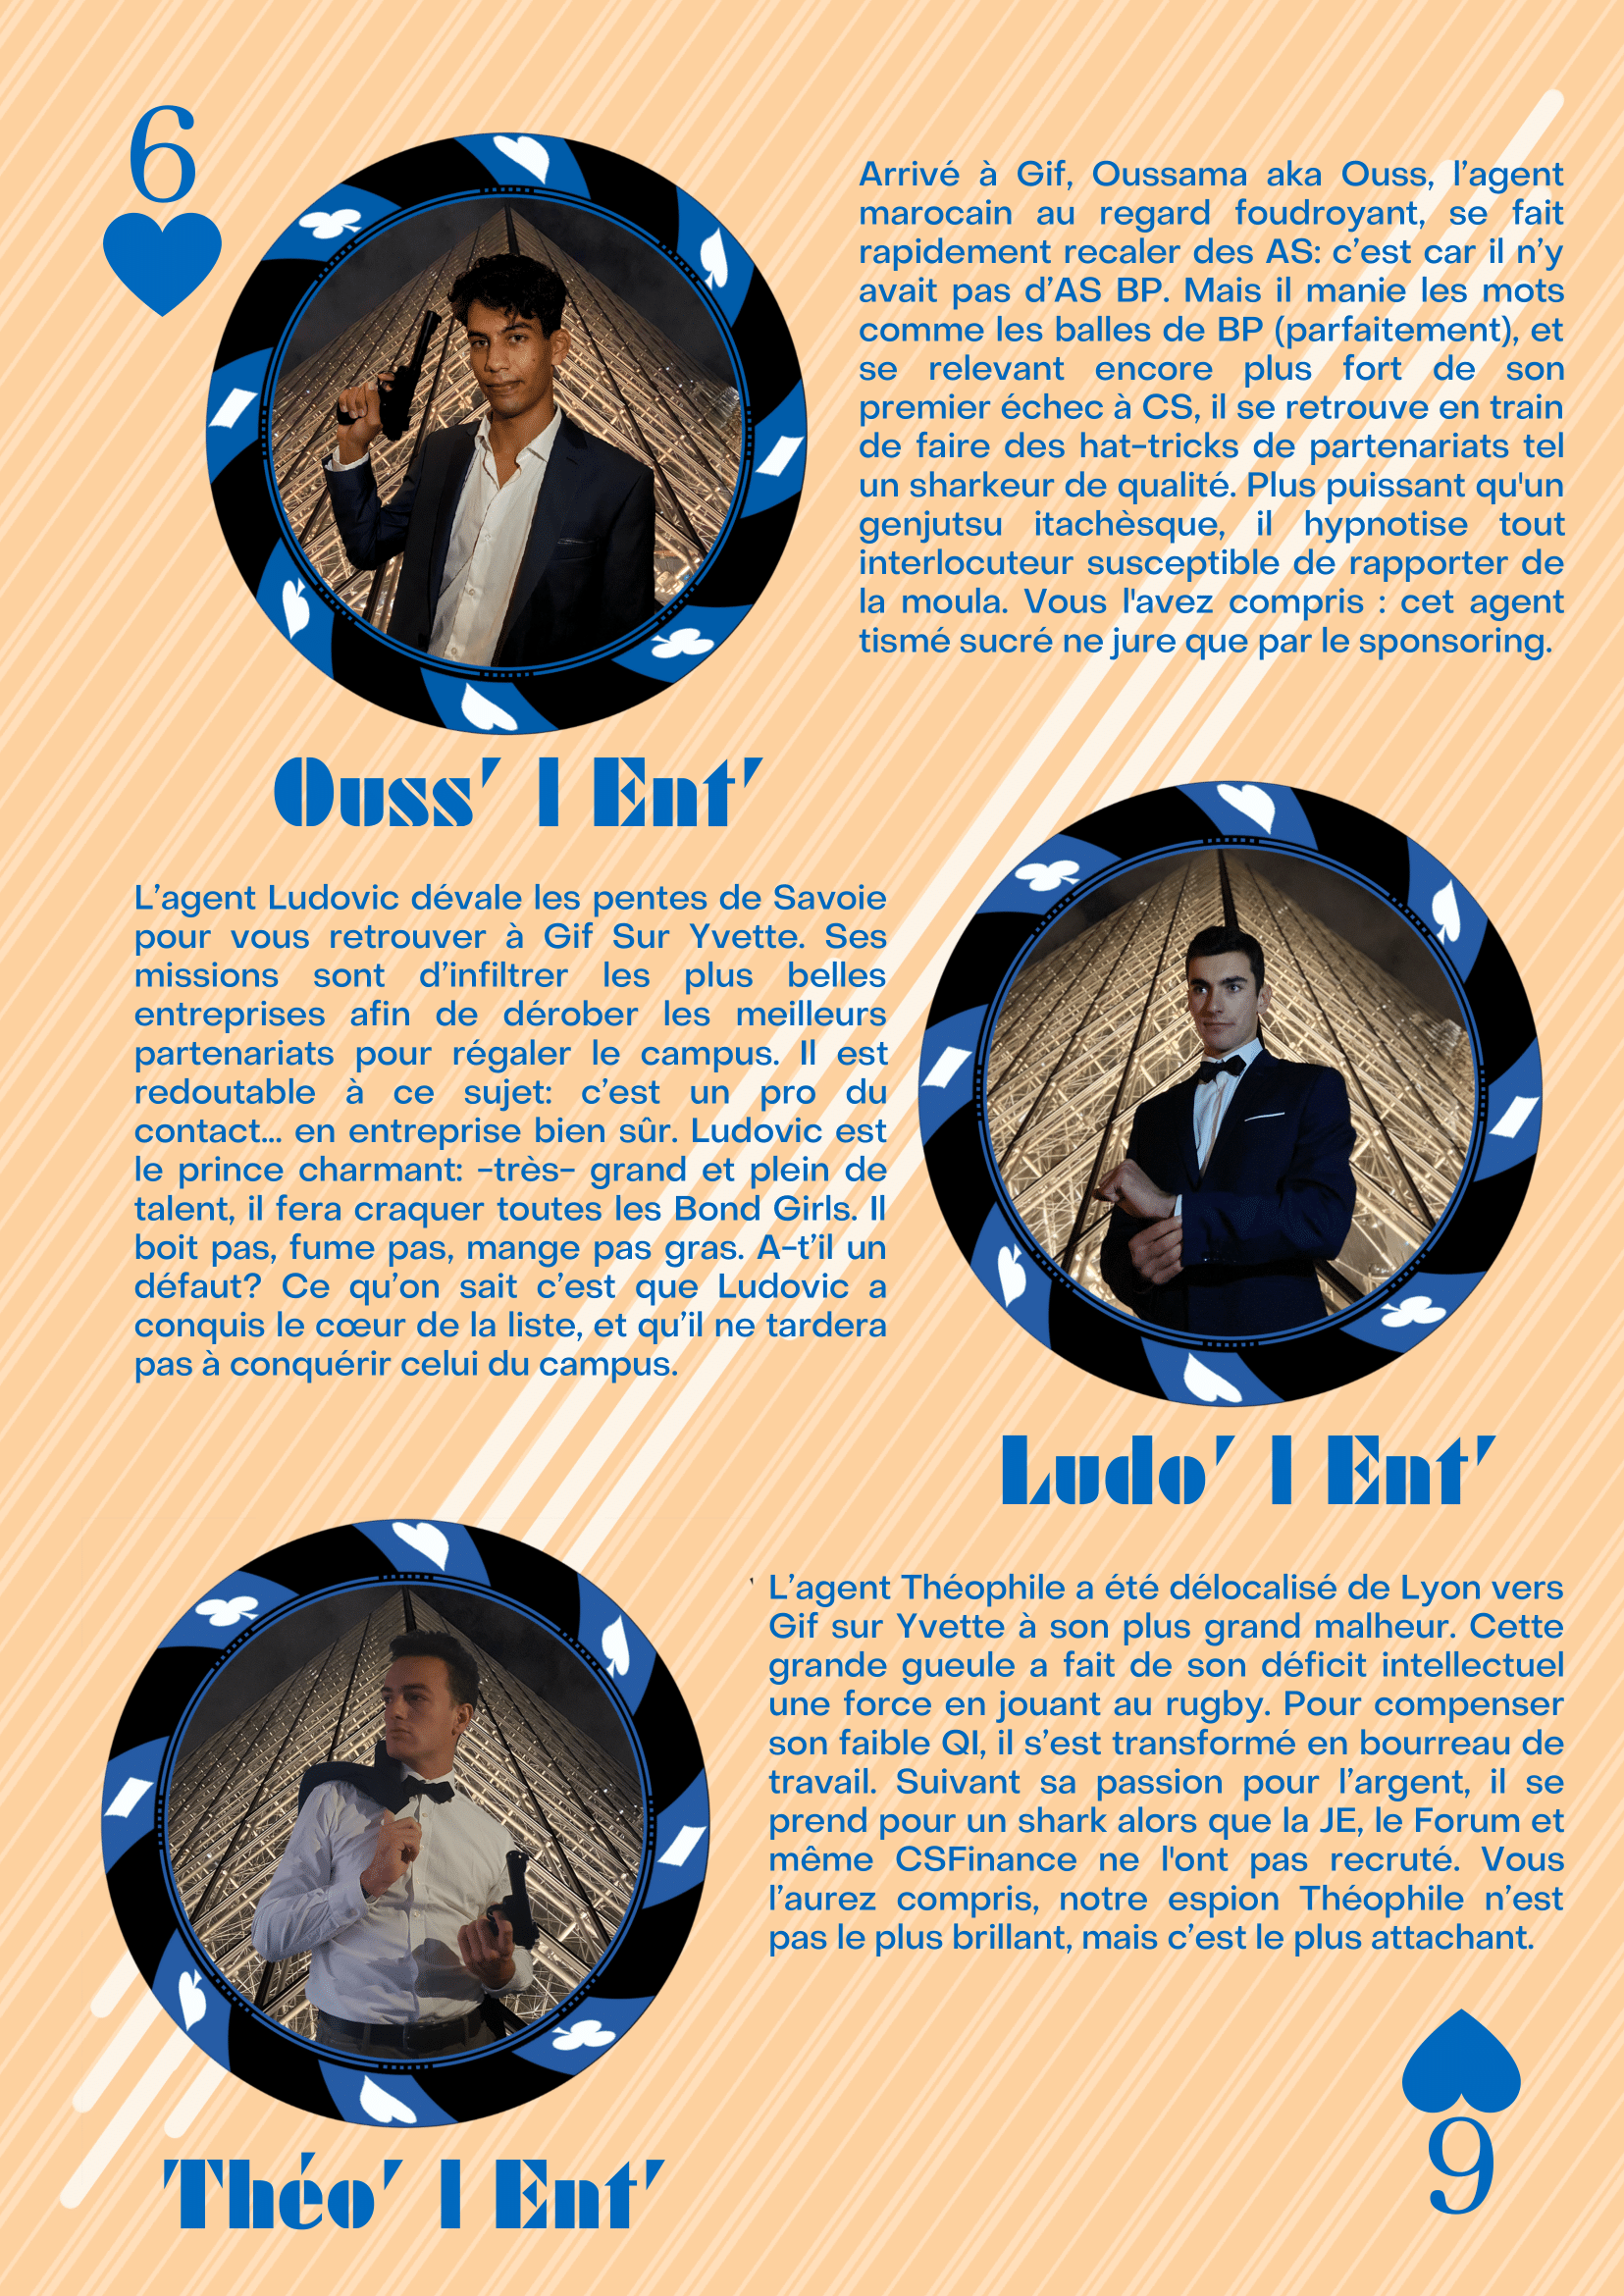 6
Arrivé à Gif, Oussama aka Ouss, l’agent
marocain au regard foudroyant, se fait
rapidement recaler des AS: c’est car il n’y
avait pas d’AS BP. Mais il manie les mots
comme les balles de BP (parfaitement), et
se relevant encore plus fort de son
premier échec à CS, il se retrouve en train
de faire des hat-tricks de partenariats tel
un sharkeur de qualité. Plus puissant qu'un
genjutsu itachèsque, il hypnotise tout
interlocuteur susceptible de rapporter de
la moula. Vous l'avez compris : cet agent
tismé sucré ne jure que par le sponsoring.
Ouss’ | Ent’
L’agent Ludovic dévale les pentes de Savoie
pour vous retrouver à Gif Sur Yvette. Ses
missions sont d’infiltrer les plus belles
entreprises afin de dérober les meilleurs
partenariats pour régaler le campus. Il est
redoutable à ce sujet: c’est un pro du
contact... en entreprise bien sûr. Ludovic est
le prince charmant: -très- grand et plein de
talent, il fera craquer toutes les Bond Girls. Il
boit pas, fume pas, mange pas gras. A-t’il un
défaut? Ce qu’on sait c’est que Ludovic a
conquis le cœur de la liste, et qu’il ne tardera
pas à conquérir celui du campus.
Ludo’ | Ent’
L’agent Théophile a été délocalisé de Lyon vers
Gif sur Yvette à son plus grand malheur. Cette
grande gueule a fait de son déficit intellectuel
une force en jouant au rugby. Pour compenser
son faible QI, il s’est transformé en bourreau de
travail. Suivant sa passion pour l’argent, il se
prend pour un shark alors que la JE, le Forum et
même CSFinance ne l'ont pas recruté. Vous
l’aurez compris, notre espion Théophile n’est
pas le plus brillant, mais c’est le plus attachant.
Théo’ | Ent’
6